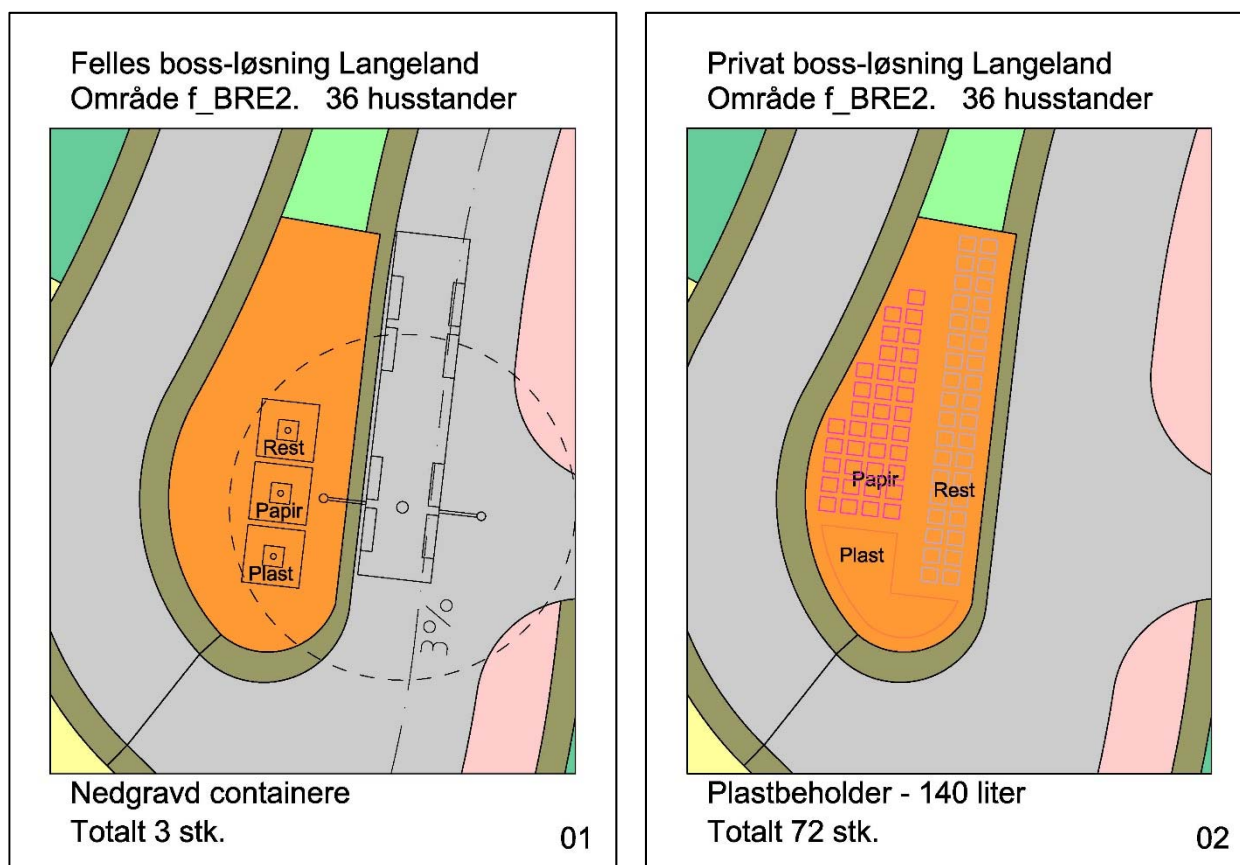 Felles boss-løsning Langeland
Område f_BRE2. 36 husstander
Rest
Papir
Plast
3%
Nedgravd containere
Totalt 3 stk.
01
Privat boss-løsning Langeland
Område f_BRE2. 36 husstander
Papir
Rest
Plast
Plastbeholder - 140 liter
Totalt 72 stk.
02